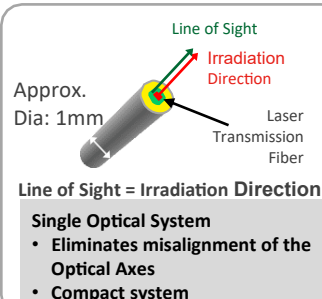 Line of Sight
Irradiation
Direction
Approx.
Dia: 1mm
Laser
Transmission
Fiber
Line of Sight = Irradiation Direction
Single Optical System
• Eliminates misalignment of the
Optical Axes
• Compact system